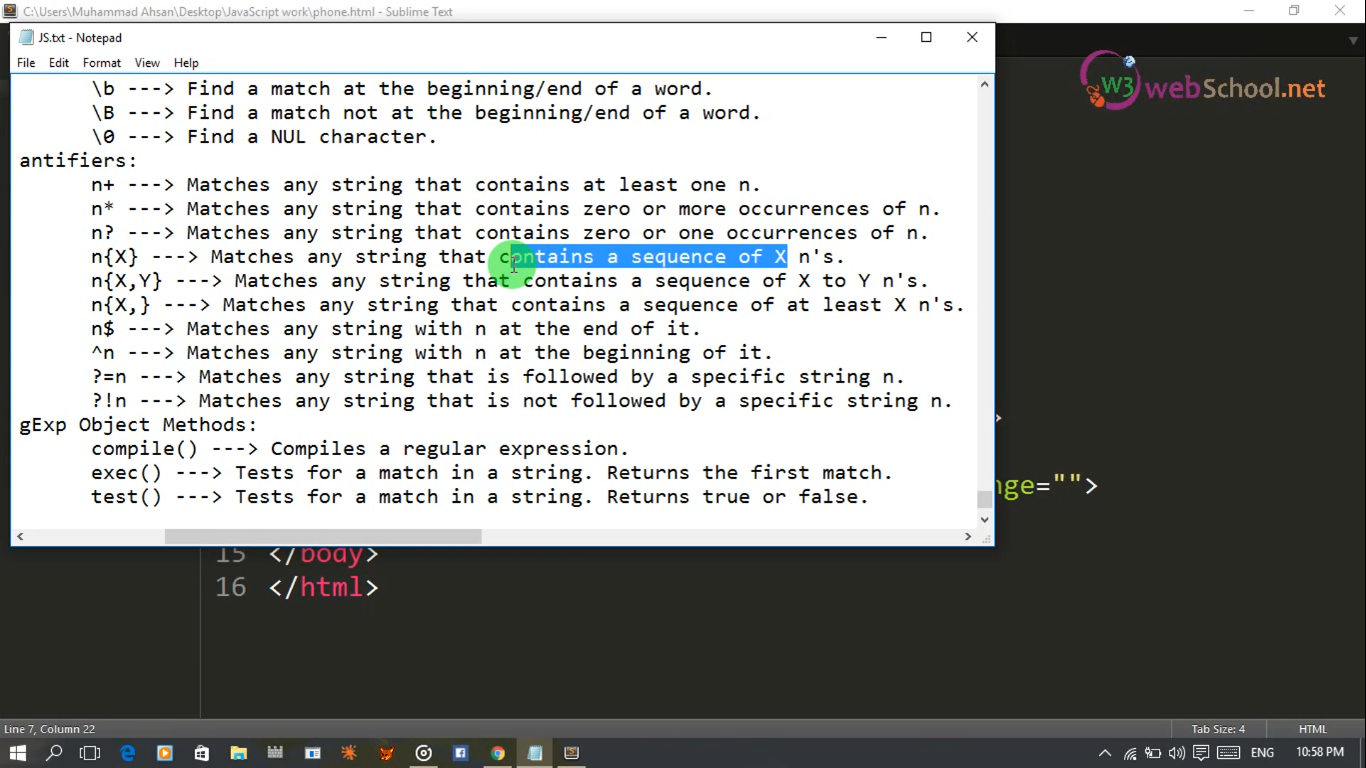 C:\Users\Muhammad Ahsan\Desktop\JavaScript work\phone.html - Sublime Text
JS.txt - Notepad
File Edit Format View Help
W3webSchool.net
\b ---> Find a match at the beginning/end of a word.
\B ---> Find a match not at the beginning/end of a word.
\0 ---> Find a NUL character.
antifiers:
n+ ---> Matches any string that contains at least one n.
n* ---> Matches any string that contains zero or more occurrences of n.
n? ---> Matches any string that contains zero or one occurrences of n.
n{X} ---> Matches any string that contains a sequence of X n's.
n{X,Y} ---> Matches any string that contains a sequence of X to Y n's.
n{X,} ---> Matches any string that contains a sequence of at least X n's.
n$ ---> Matches any string with n at the end of it.
^n ---> Matches any string with n at the beginning of it.
?=n ---> Matches any string that is followed by a specific string n.
?!n ---> Matches any string that is not followed by a specific string n.
gExp Object Methods:
compile() ---> Compiles a regular expression.
exec() ---> Tests for a match in a string. Returns the first match.
test() ---> Tests for a match in a string. Returns true or false.
>
nge="">
15 </body>
16 </html>
Line 7, Column 22 Tab Size: 4 HTML
ENG 10:58 PM